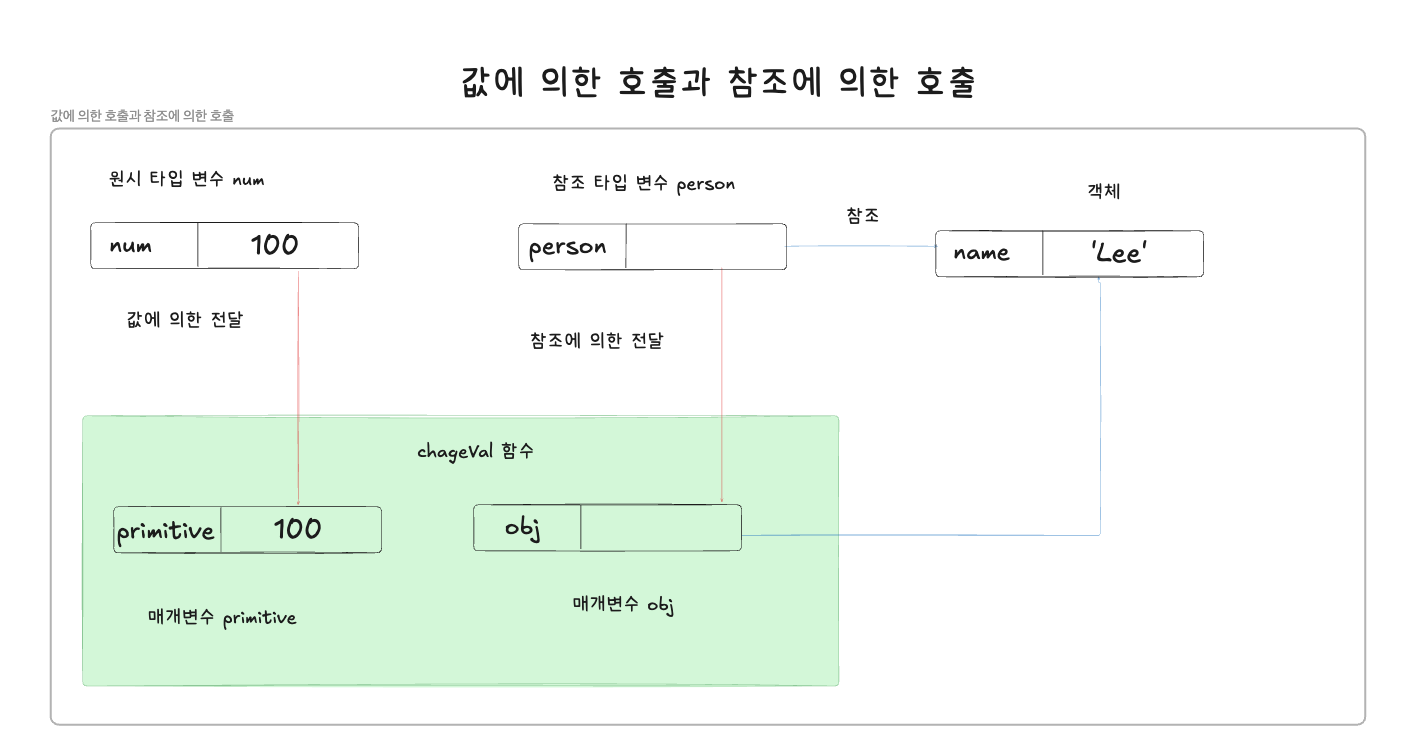 값에 의한 호출과 참조에 의한 호출
값에 의한 호출과 참조에 의한 호출
원시 타입 변수 num
참조 타입 변수 person
객체
참조
num 100
person
name 'Lee'
값에 의한 전달
참조에 의한 전달
chageVal 함수
primitive 100
obj
매개변수 primitive
매개변수 obj